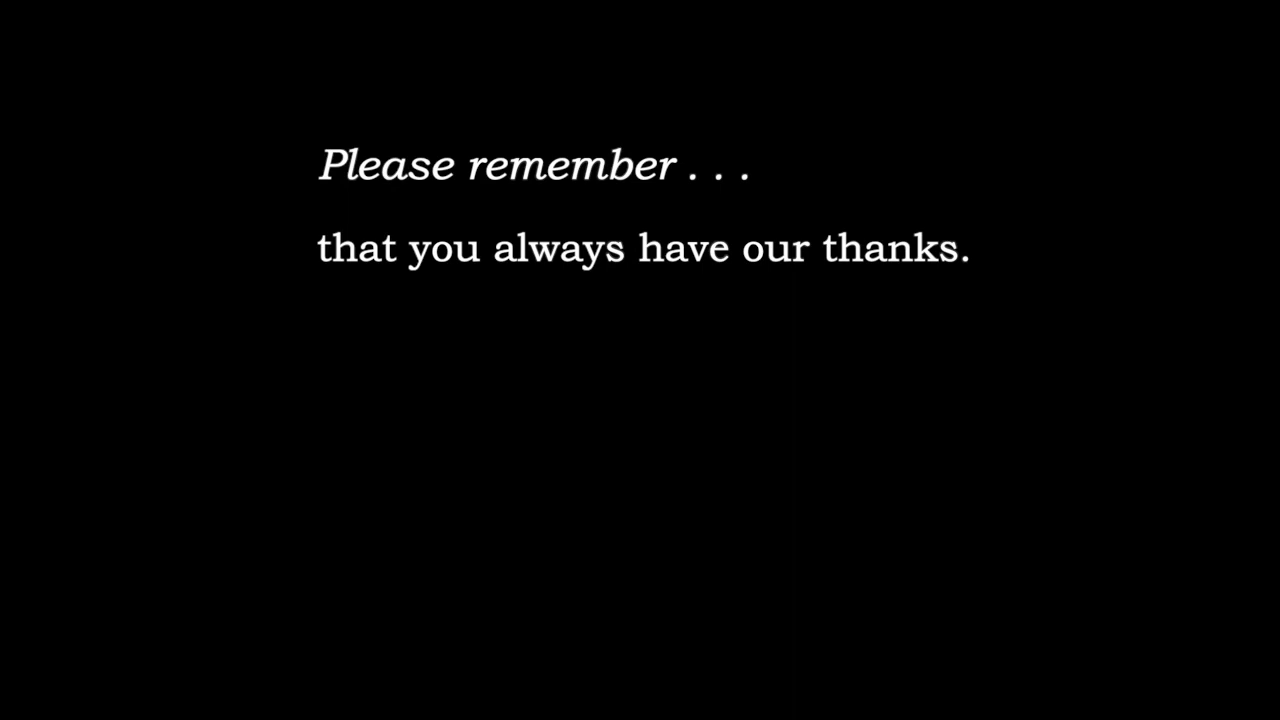 Please remember . . .
that you always have our thanks.